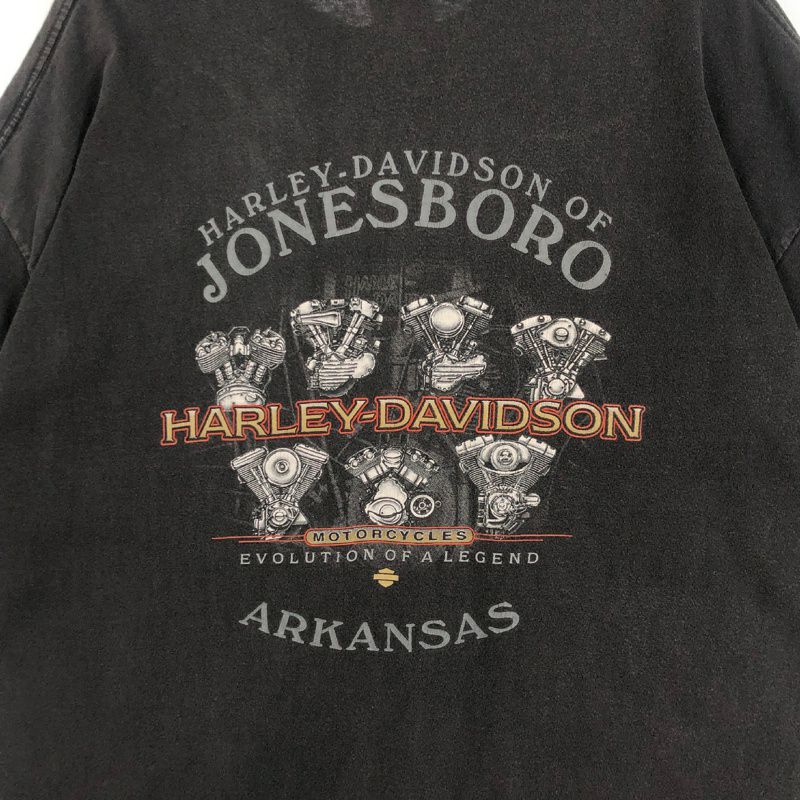 HARLEY-DAVIDSON OF
JONESBORO
HARLEY-DAVIDSON
MOTORCYCLES
EVOLUTION OF A LEGEND
ARKANSAS